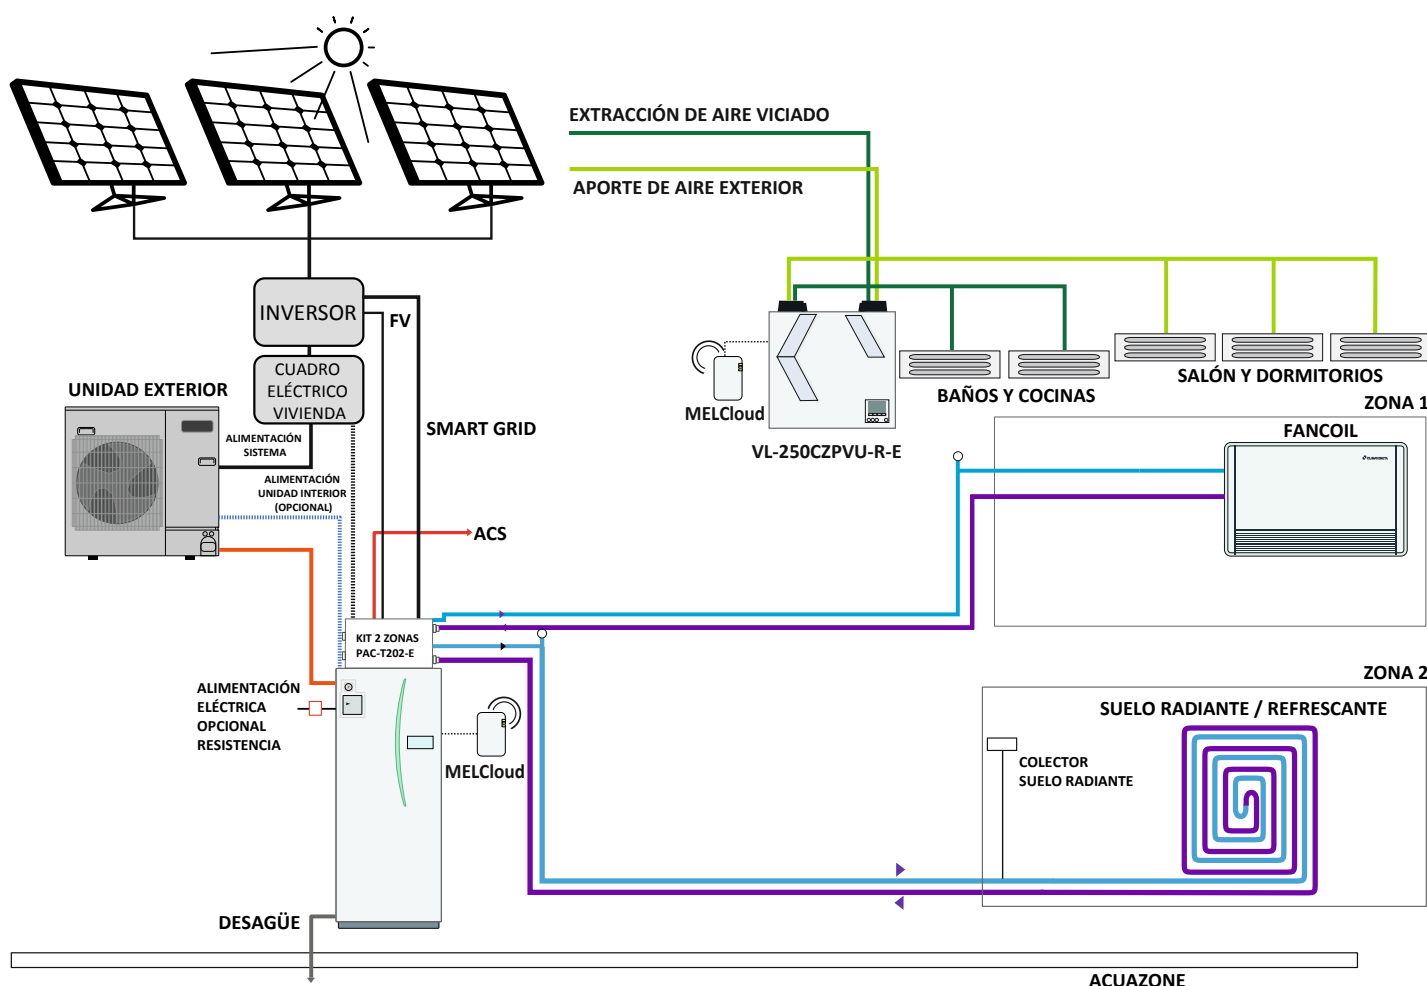 EXTRACCIÓN DE AIRE VICIADO
APORTE DE AIRE EXTERIOR
INVERSOR
FV
CUADRO
ELÉCTRICO
VIVIENDA
UNIDAD EXTERIOR
ALIMENTACIÓN
SISTEMA
SMART GRID
ALIMENTACIÓN
UNIDAD INTERIOR
(OPCIONAL)
ACS
MELCloud
VL-250CZPVU-R-E
BAÑOS Y COCINAS
SALÓN Y DORMITORIOS
ZONA 1
FANCOIL
KIT 2 ZONAS
PAC-T202-E
ALIMENTACIÓN
ELÉCTRICA
OPCIONAL
RESISTENCIA
MELCloud
ZONA 2
SUELO RADIANTE / REFRESCANTE
COLECTOR
SUELO RADIANTE
DESAGÜE
ACUAZONE